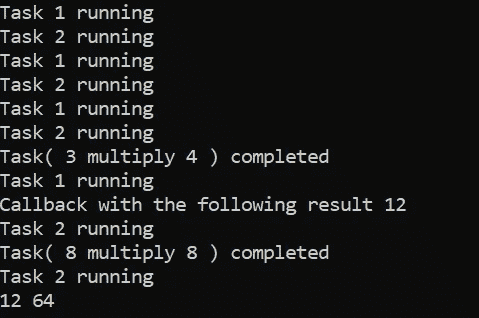 Task 1 running
Task 2 running
Task 1 running
Task 2 running
Task 1 running
Task 2 running
Task( 3 multiply 4 ) completed
Task 1 running
Callback with the following result 12
Task 2 running
Task( 8 multiply 8 ) completed
Task 2 running
12 64